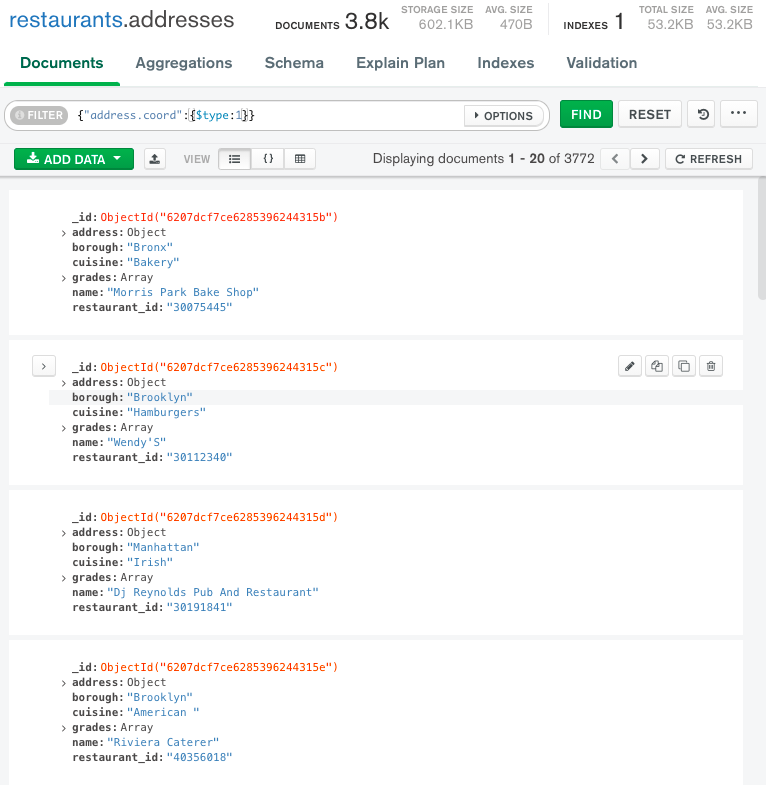 restaurants.addresses
DOCUMENTS 3.8k
STORAGE SIZE
602.1KB
AVG. SIZE
470B
INDEXES 1
TOTAL SIZE
53.2KB
AVG. SIZE
53.2KB
Documents Aggregations Schema Explain Plan Indexes Validation
FILTER {"address.coord":{$type:1}} OPTIONS FIND RESET ...
ADD DATA VIEW {} Displaying documents 1 - 20 of 3772 < > REFRESH
_id: ObjectId("6207dcf7ce6285396244315b")
> address: Object
borough: "Bronx"
cuisine: "Bakery"
> grades: Array
name: "Morris Park Bake Shop"
restaurant_id: "30075445"
> _id: ObjectId("6207dcf7ce6285396244315c")
> address: Object
borough: "Brooklyn"
cuisine: "Hamburgers"
> grades: Array
name: "Wendy'S"
restaurant_id: "30112340"
_id: ObjectId("6207dcf7ce6285396244315d")
> address: Object
borough: "Manhattan"
cuisine: "Irish"
> grades: Array
name: "Dj Reynolds Pub And Restaurant"
restaurant_id: "30191841"
_id: ObjectId("6207dcf7ce6285396244315e")
> address: Object
borough: "Brooklyn"
cuisine: "American "
> grades: Array
name: "Riviera Caterer"
restaurant_id: "40356018"